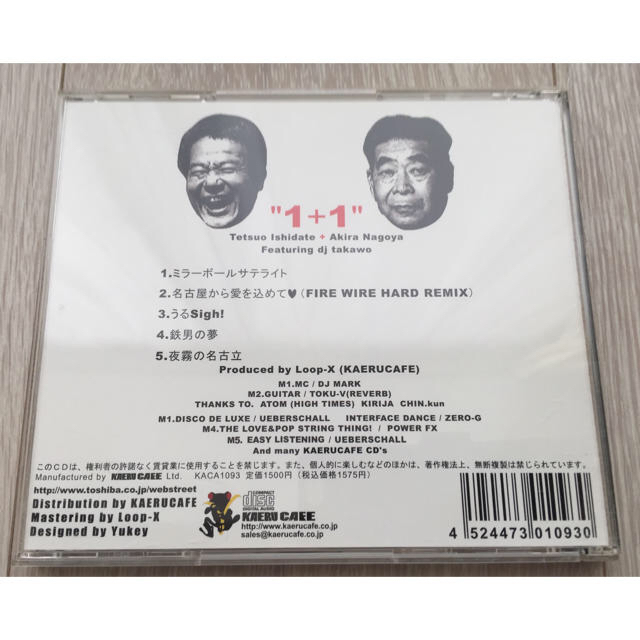 "1+1"
Tetsuo Ishidate + Akira Nagoya
Featuring dj takawo
1.ミラーボールサテライト
2.名古屋から愛を込めて♥(FIRE WIRE HARD REMIX)
3.うるSigh!
4.鉄男の夢
5.夜霧の名古立
Produced by Loop-X (KAERUCAFE)
M1.MC / DJ MARK
M2.GUITAR / TOKU-V(REVERB)
THANKS TO. ATOM (HIGH TIMES) KIRIJA CHIN.kun
M1.DISCO DE LUXE / UEBERSCHALL INTERFACE DANCE / ZERO-G
M4.THE LOVE&POP STRING THING! / POWER FX
M5. EASY LISTENING / UEBERSCHALL
And many KAERUCAFE CD's
このCDは、権利者の許諾なく賃貸業に使用することを禁じます。また、個人的に楽しむなどのほかは、著作権法上、無断複製は禁じられています。
Manufactured by KAERU CAFE Ltd. KACA1093 定価1500円(税込価格1575円)
http://www.toshiba.co.jp/webstreet
Distribution by KAERUCAFE
Mastering by Loop-X
Designed by Yukey
COMPACT
disc
DIGITAL AUDIO
KAERU CAFE
http://www.kaerucafe.co.jp
sales@kaerucafe.co.jp
4 524473 010930